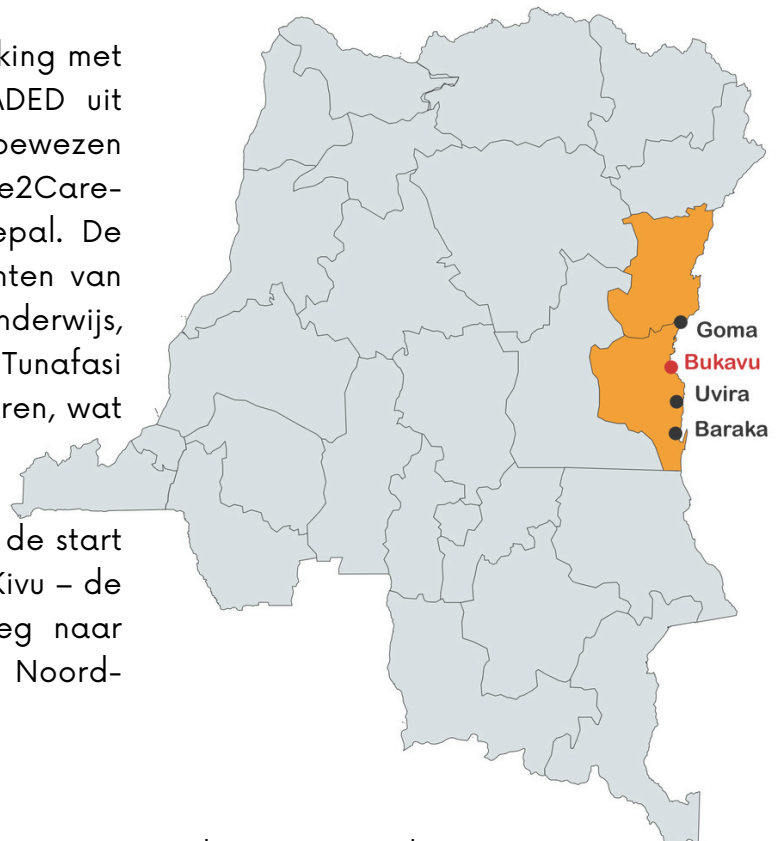 king met
ADED uit
bewezen
e2Care-
epal. De
nten van
nderwijs,
Tunafasi
ren, wat
de start
Kivu – de
eg naar
Noord-
Goma
Bukavu
Uvira
Baraka